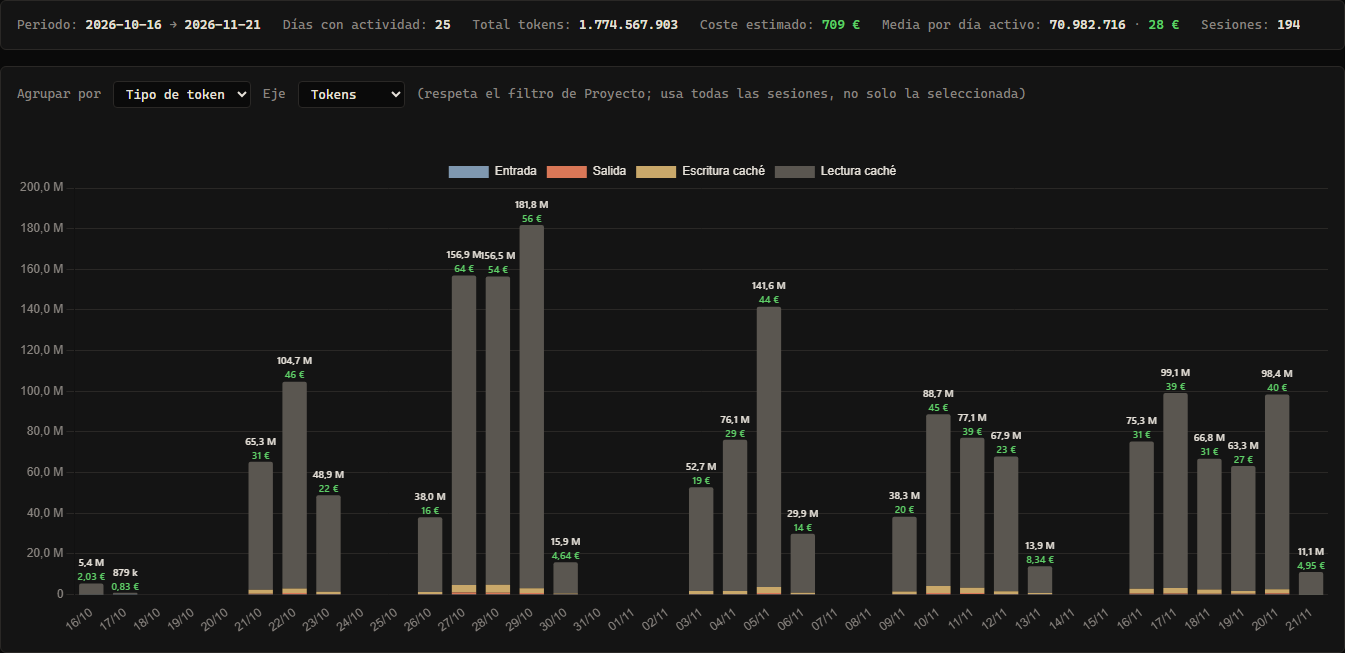 Periodo: 2026-10-16 → 2026-11-21 Días con actividad: 25 Total tokens: 1.774.567.903 Coste estimado: 709 € Media por día activo: 70.982.716 · 28 € Sesiones: 194
Agrupar por Tipo de token Eje Tokens (respeta el filtro de Proyecto; usa todas las sesiones, no solo la seleccionada)
Entrada Salida Escritura caché Lectura caché
200,0 M
180,0 M
160,0 M
140,0 M
120,0 M
100,0 M
80,0 M
60,0 M
40,0 M
20,0 M
0
5,4 M
2,03 €
879 k
0,83 €
65,3 M
31 €
104,7 M
46 €
48,9 M
22 €
38,0 M
16 €
156,9 M
64 €
156,5 M
54 €
181,8 M
56 €
15,9 M
4,64 €
52,7 M
19 €
76,1 M
29 €
141,6 M
44 €
29,9 M
14 €
38,3 M
20 €
88,7 M
45 €
77,1 M
39 €
67,9 M
23 €
13,9 M
8,34 €
75,3 M
31 €
99,1 M
39 €
66,8 M
31 €
63,3 M
27 €
98,4 M
40 €
11,1 M
4,95 €
16/10 17/10 18/10 19/10 20/10 21/10 22/10 23/10 24/10 25/10 26/10 27/10 28/10 29/10 30/10 31/10 01/11 02/11 03/11 04/11 05/11 06/11 07/11 08/11 09/11 10/11 11/11 12/11 13/11 14/11 15/11 16/11 17/11 18/11 19/11 20/11 21/11